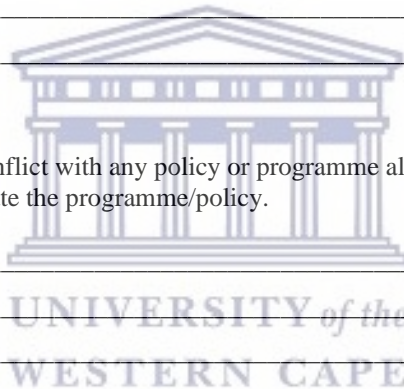 nflict with any policy or programme al
te the programme/policy.
UNIVERSITY of the
WESTERN CAPE